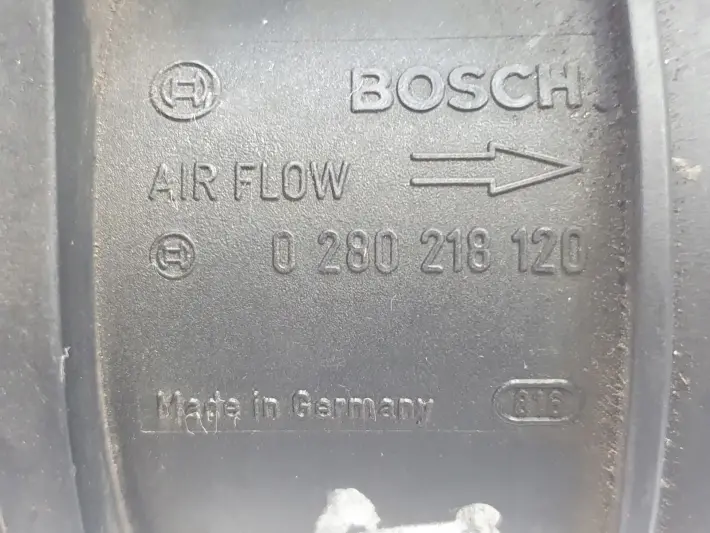 BOSCH
AIR FLOW
0 280 218 120
Made in Germany
816